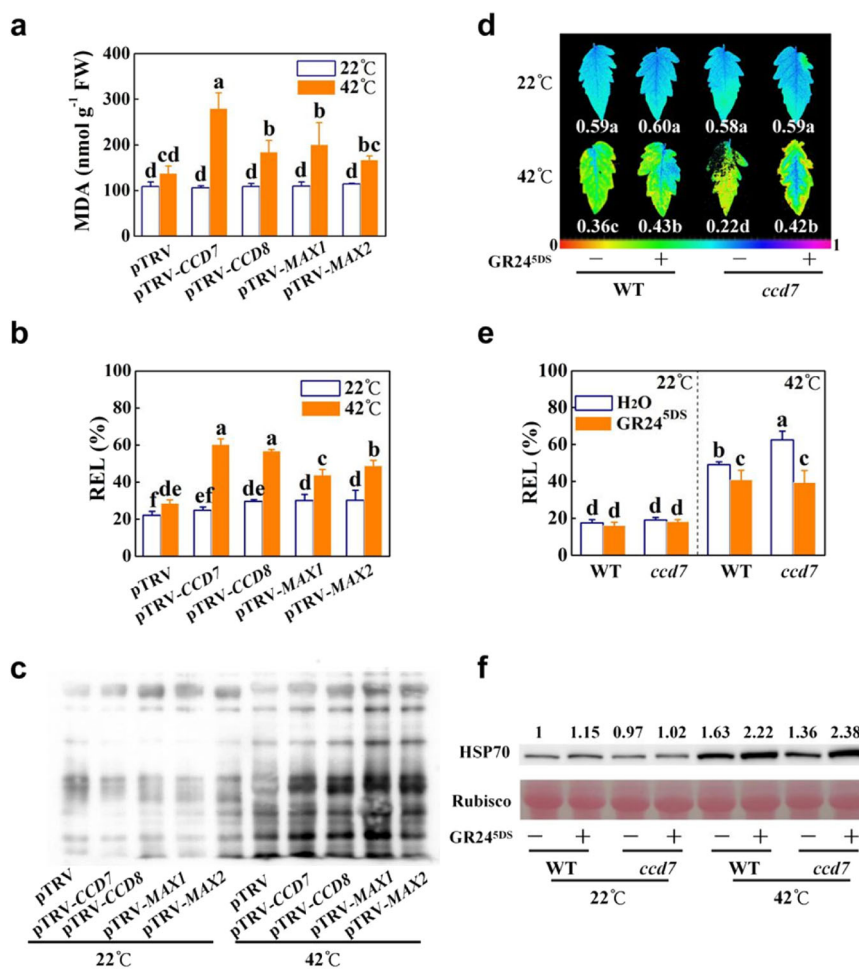 a
MDA (nmol g⁻¹ FW)
400
300
200
100
0
22℃
42℃
d cd d a d b d b d bc
pTRV
pTRV-CCD7
pTRV-CCD8
pTRV-MAX1
pTRV-MAX2
b
REL (%)
100
80
60
40
20
0
22℃
42℃
f de ef a de a d c d b
pTRV
pTRV-CCD7
pTRV-CCD8
pTRV-MAX1
pTRV-MAX2
c
pTRV
pTRV-CCD7
pTRV-CCD8
pTRV-MAX1
pTRV-MAX2
pTRV
pTRV-CCD7
pTRV-CCD8
pTRV-MAX1
pTRV-MAX2
22℃ 42℃
d
22℃
0.59a 0.60a 0.58a 0.59a
42℃
0.36c 0.43b 0.22d 0.42b
0 1
GR24⁵ᴰˢ − + − +
WT ccd7
e
REL (%)
100
80
60
40
20
0
22℃ 42℃
H2O
GR24⁵ᴰˢ
d d d d b c a c
WT ccd7 WT ccd7
f
1 1.15 0.97 1.02 1.63 2.22 1.36 2.38
HSP70
Rubisco
GR24⁵ᴰˢ − + − + − + − +
WT ccd7 WT ccd7
22℃ 42℃